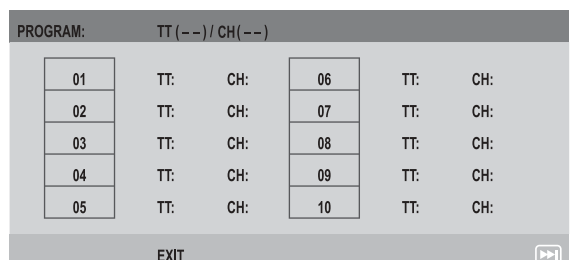 PROGRAM: TT (– –) / CH (– –)
01 TT: CH: 06 TT: CH:
02 TT: CH: 07 TT: CH:
03 TT: CH: 08 TT: CH:
04 TT: CH: 09 TT: CH:
05 TT: CH: 10 TT: CH:
EXIT